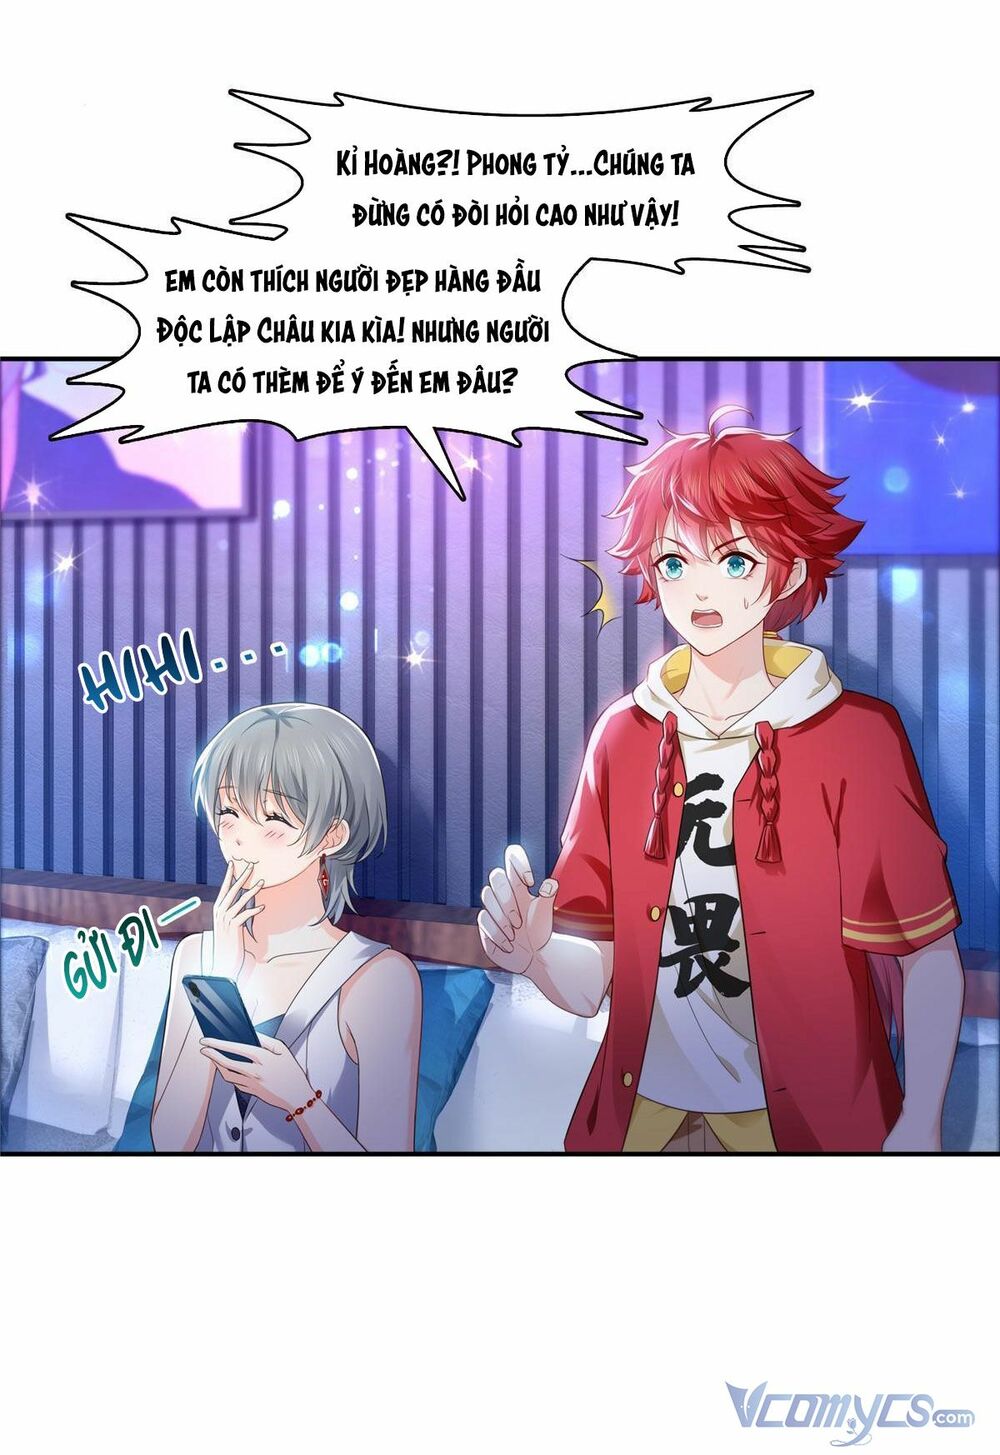 KỈ HOÀNG?! PHONG TỶ...CHÚNG TA
ĐỪNG CÓ ĐÒI HỎI CAO NHƯ VẬY!
EM CÒN THÍCH NGƯỜI ĐẸP HÀNG ĐẦU
ĐỘC LẬP CHÂU KIA KÌA! NHƯNG NGƯỜI
TA CÓ THÈM ĐỂ Ý ĐẾN EM ĐÂU?
HIHI...
GỬI ĐI—
无
畏
Vcomycs.com